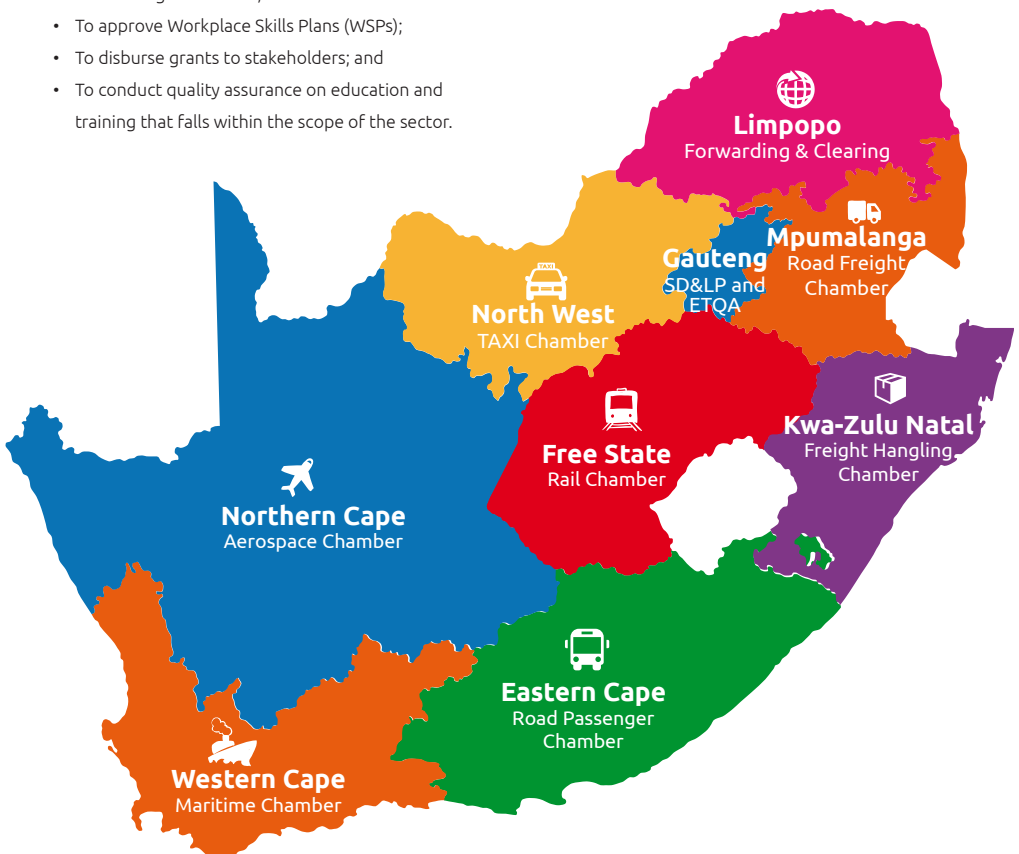 • To approve Workplace Skills Plans (WSPs);
• To disburse grants to stakeholders; and
• To conduct quality assurance on education and
training that falls within the scope of the sector.
Limpopo
Forwarding & Clearing
Mpumalanga
Road Freight
Chamber
Gauteng
SD&LP and
ETQA
TAXI
North West
TAXI Chamber
Kwa-Zulu Natal
Freight Hangling
Chamber
Free State
Rail Chamber
Northern Cape
Aerospace Chamber
Eastern Cape
Road Passenger
Chamber
Western Cape
Maritime Chamber